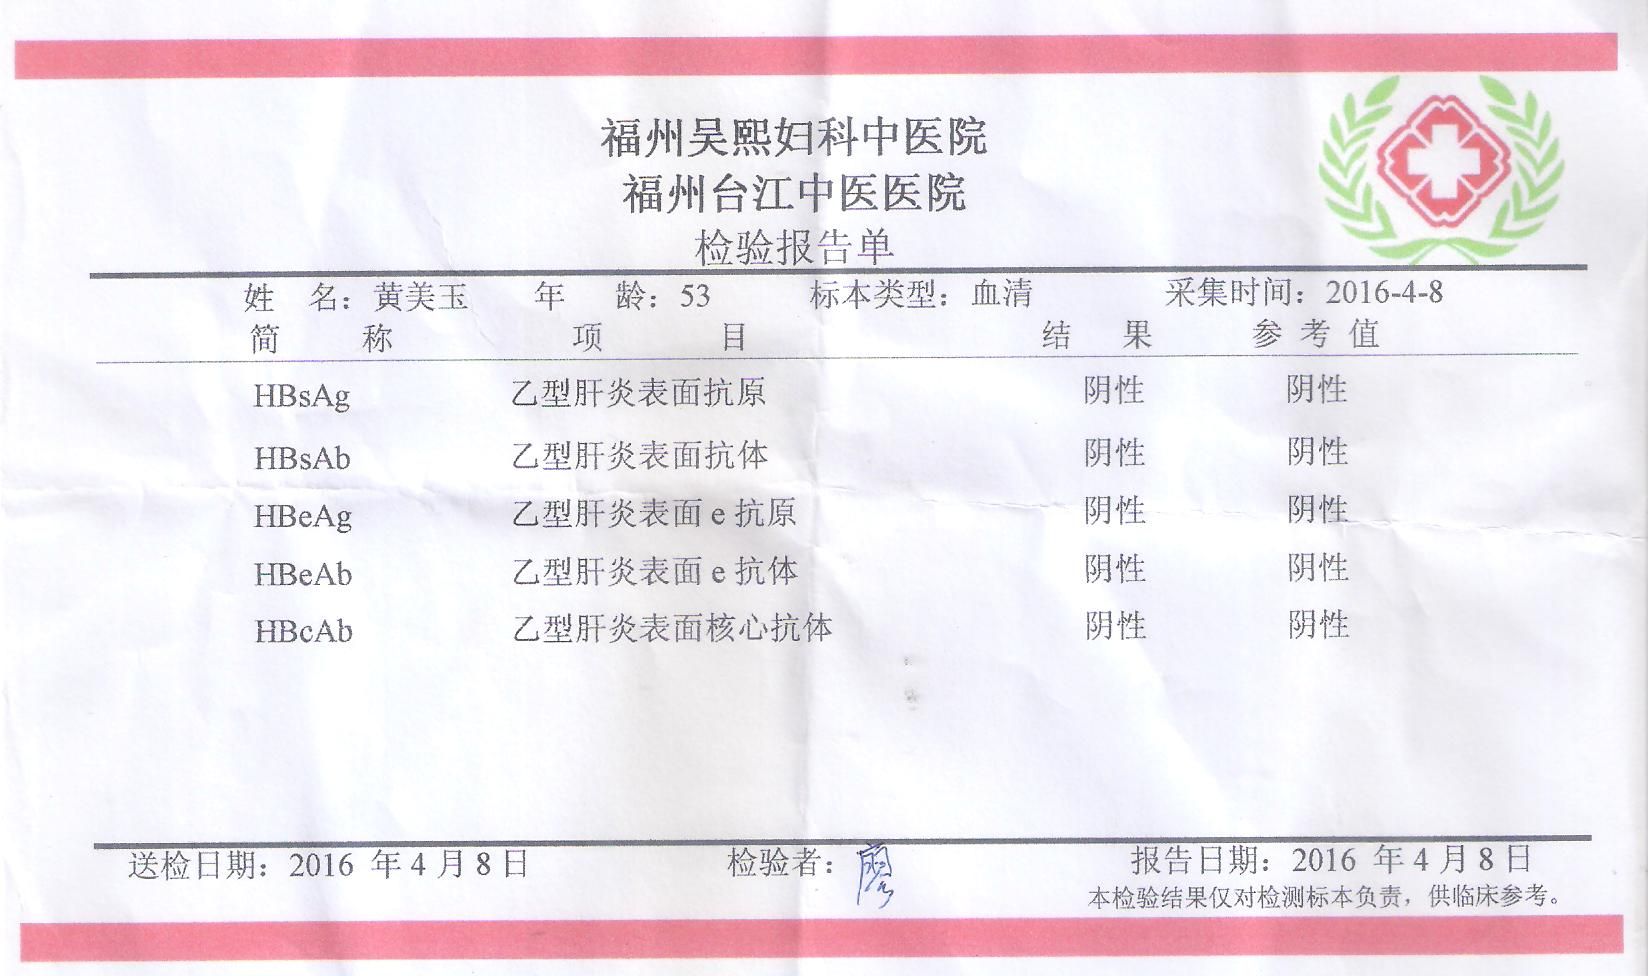 福州吴熙妇科中医院
福州台江中医医院
检验报告单
姓 名：黄美玉 年 龄：53 标本类型：血清 采集时间：2016-4-8
简 称 项 目 结 果 参 考 值
HBsAg 乙型肝炎表面抗原 阴性 阴性
HBsAb 乙型肝炎表面抗体 阴性 阴性
HBeAg 乙型肝炎表面 e 抗原 阴性 阴性
HBeAb 乙型肝炎表面 e 抗体 阴性 阴性
HBcAb 乙型肝炎表面核心抗体 阴性 阴性
送检日期：2016 年 4 月 8 日 检验者： 报告日期：2016 年 4 月 8 日
本检验结果仅对检测标本负责，供临床参考。